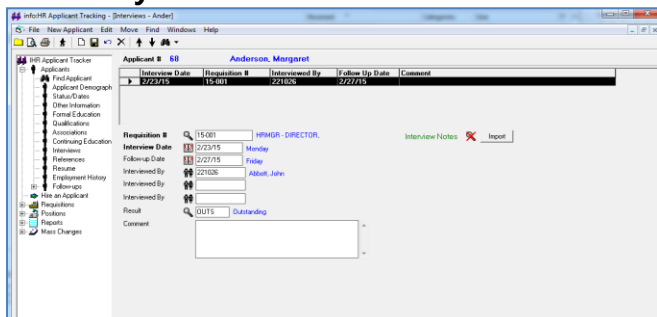 info:HR Applicant Tracking - [Interviews - Ander]
File New Applicant Edit Move Find Windows Help
IHR Applicant Tracker
Applicants
Find Applicant
Applicant Demograph
Status/Dates
Other Information
Formal Education
Qualifications
Associations
Continuing Education
Interviews
References
Resume
Employment History
Follow-ups
Hire an Applicant
Requisitions
Positions
Reports
Mass Changes
Applicant # 68 Anderson, Margaret
Interview Date Requisition # Interviewed By Follow Up Date Comment
2/23/15 15-001 221026 2/27/15
Requisition # 15-001 HRMGR - DIRECTOR, Interview Notes Import
Interview Date 2/23/15 Monday
Follow-up Date 2/27/15 Friday
Interviewed By 221026 Abbott, John
Interviewed By
Interviewed By
Result OUTS Outstanding
Comment